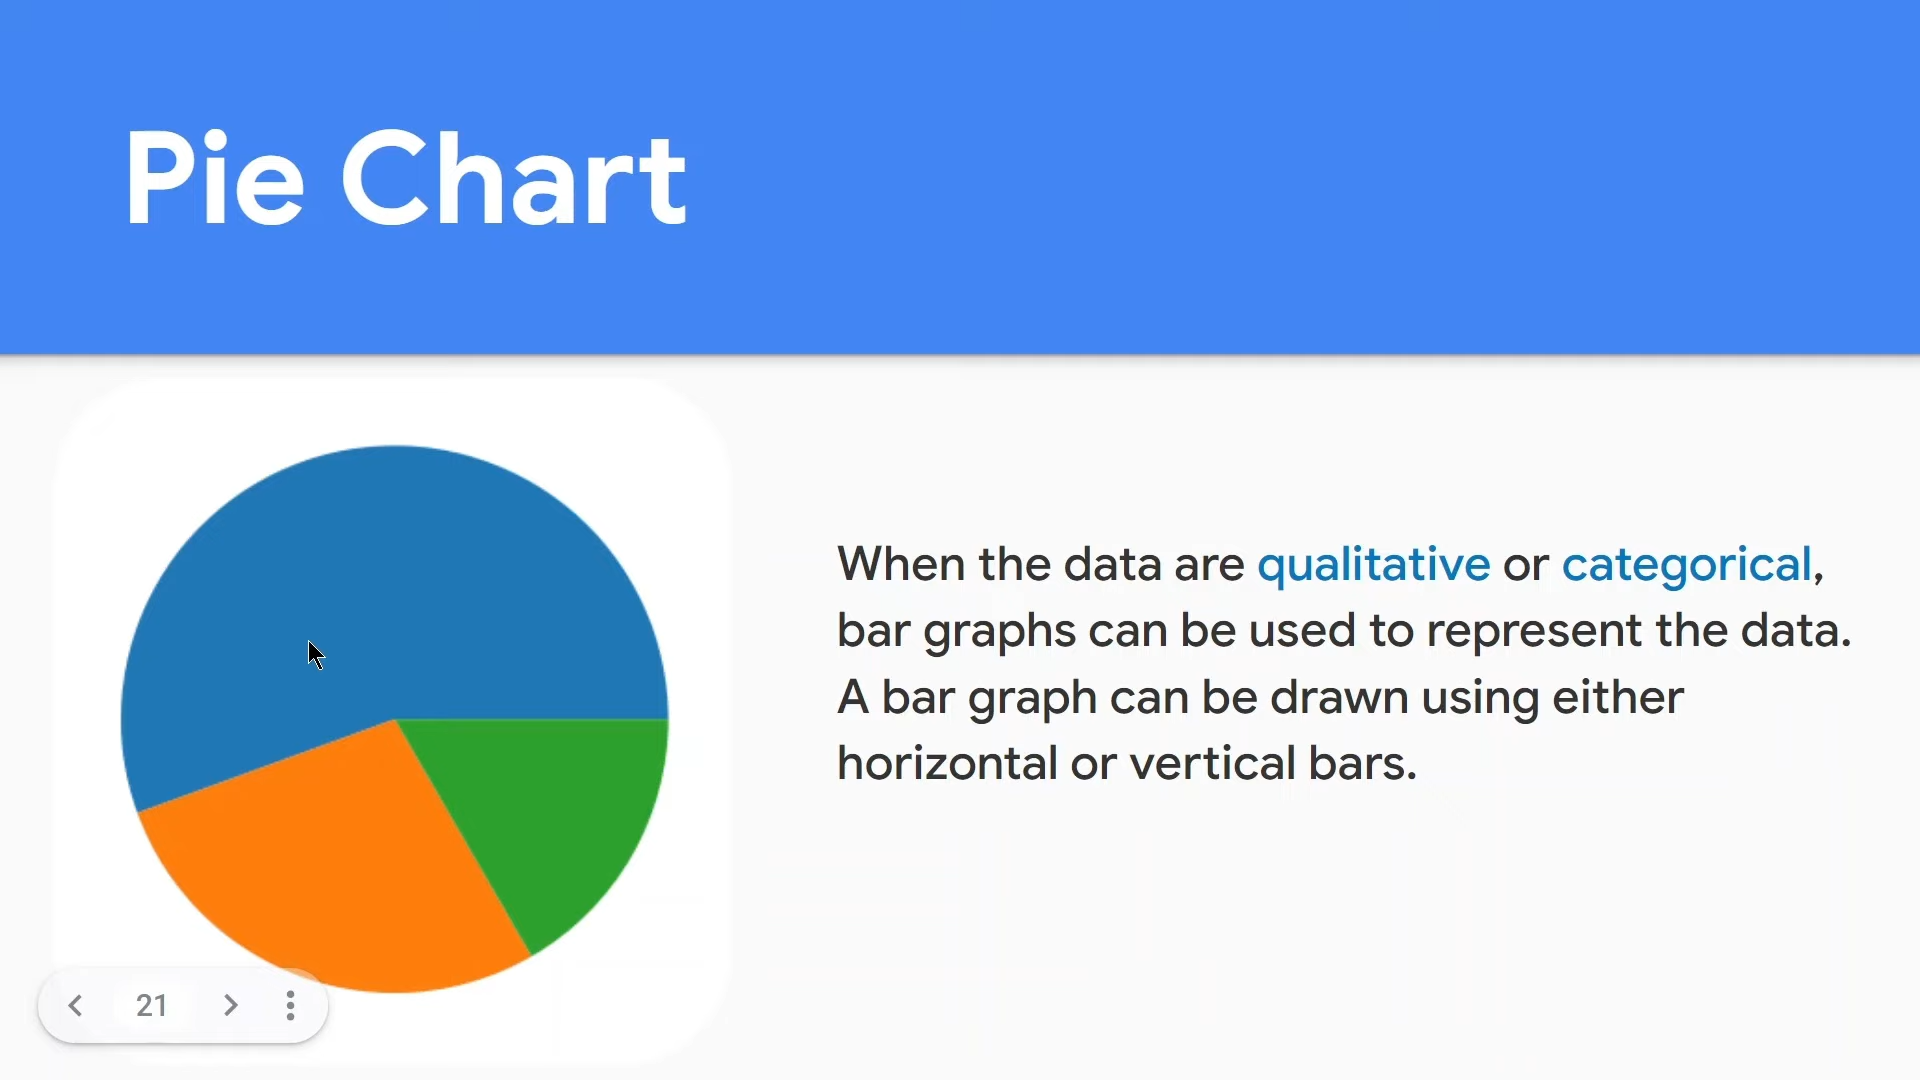 Pie Chart
When the data are qualitative or categorical,
bar graphs can be used to represent the data.
A bar graph can be drawn using either
horizontal or vertical bars.
21